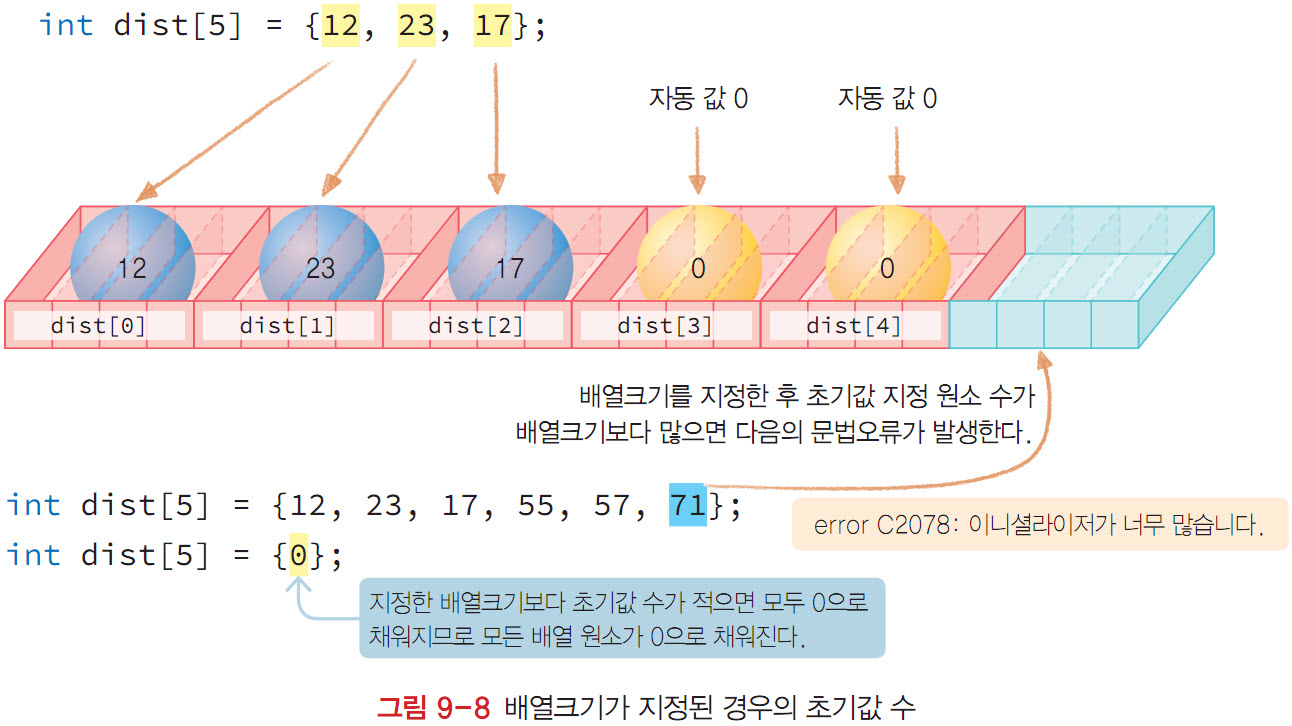 int dist[5] = {12, 23, 17};
자동 값 0
자동 값 0
12
23
17
0
0
dist[0]
dist[1]
dist[2]
dist[3]
dist[4]
배열크기를 지정한 후 초기값 지정 원소 수가
배열크기보다 많으면 다음의 문법오류가 발생한다.
int dist[5] = {12, 23, 17, 55, 57, 71};
error C2078: 이니셜라이저가 너무 많습니다.
int dist[5] = {0};
지정한 배열크기보다 초기값 수가 적으면 모두 0으로
채워지므로 모든 배열 원소가 0으로 채워진다.
그림 9-8 배열크기가 지정된 경우의 초기값 수